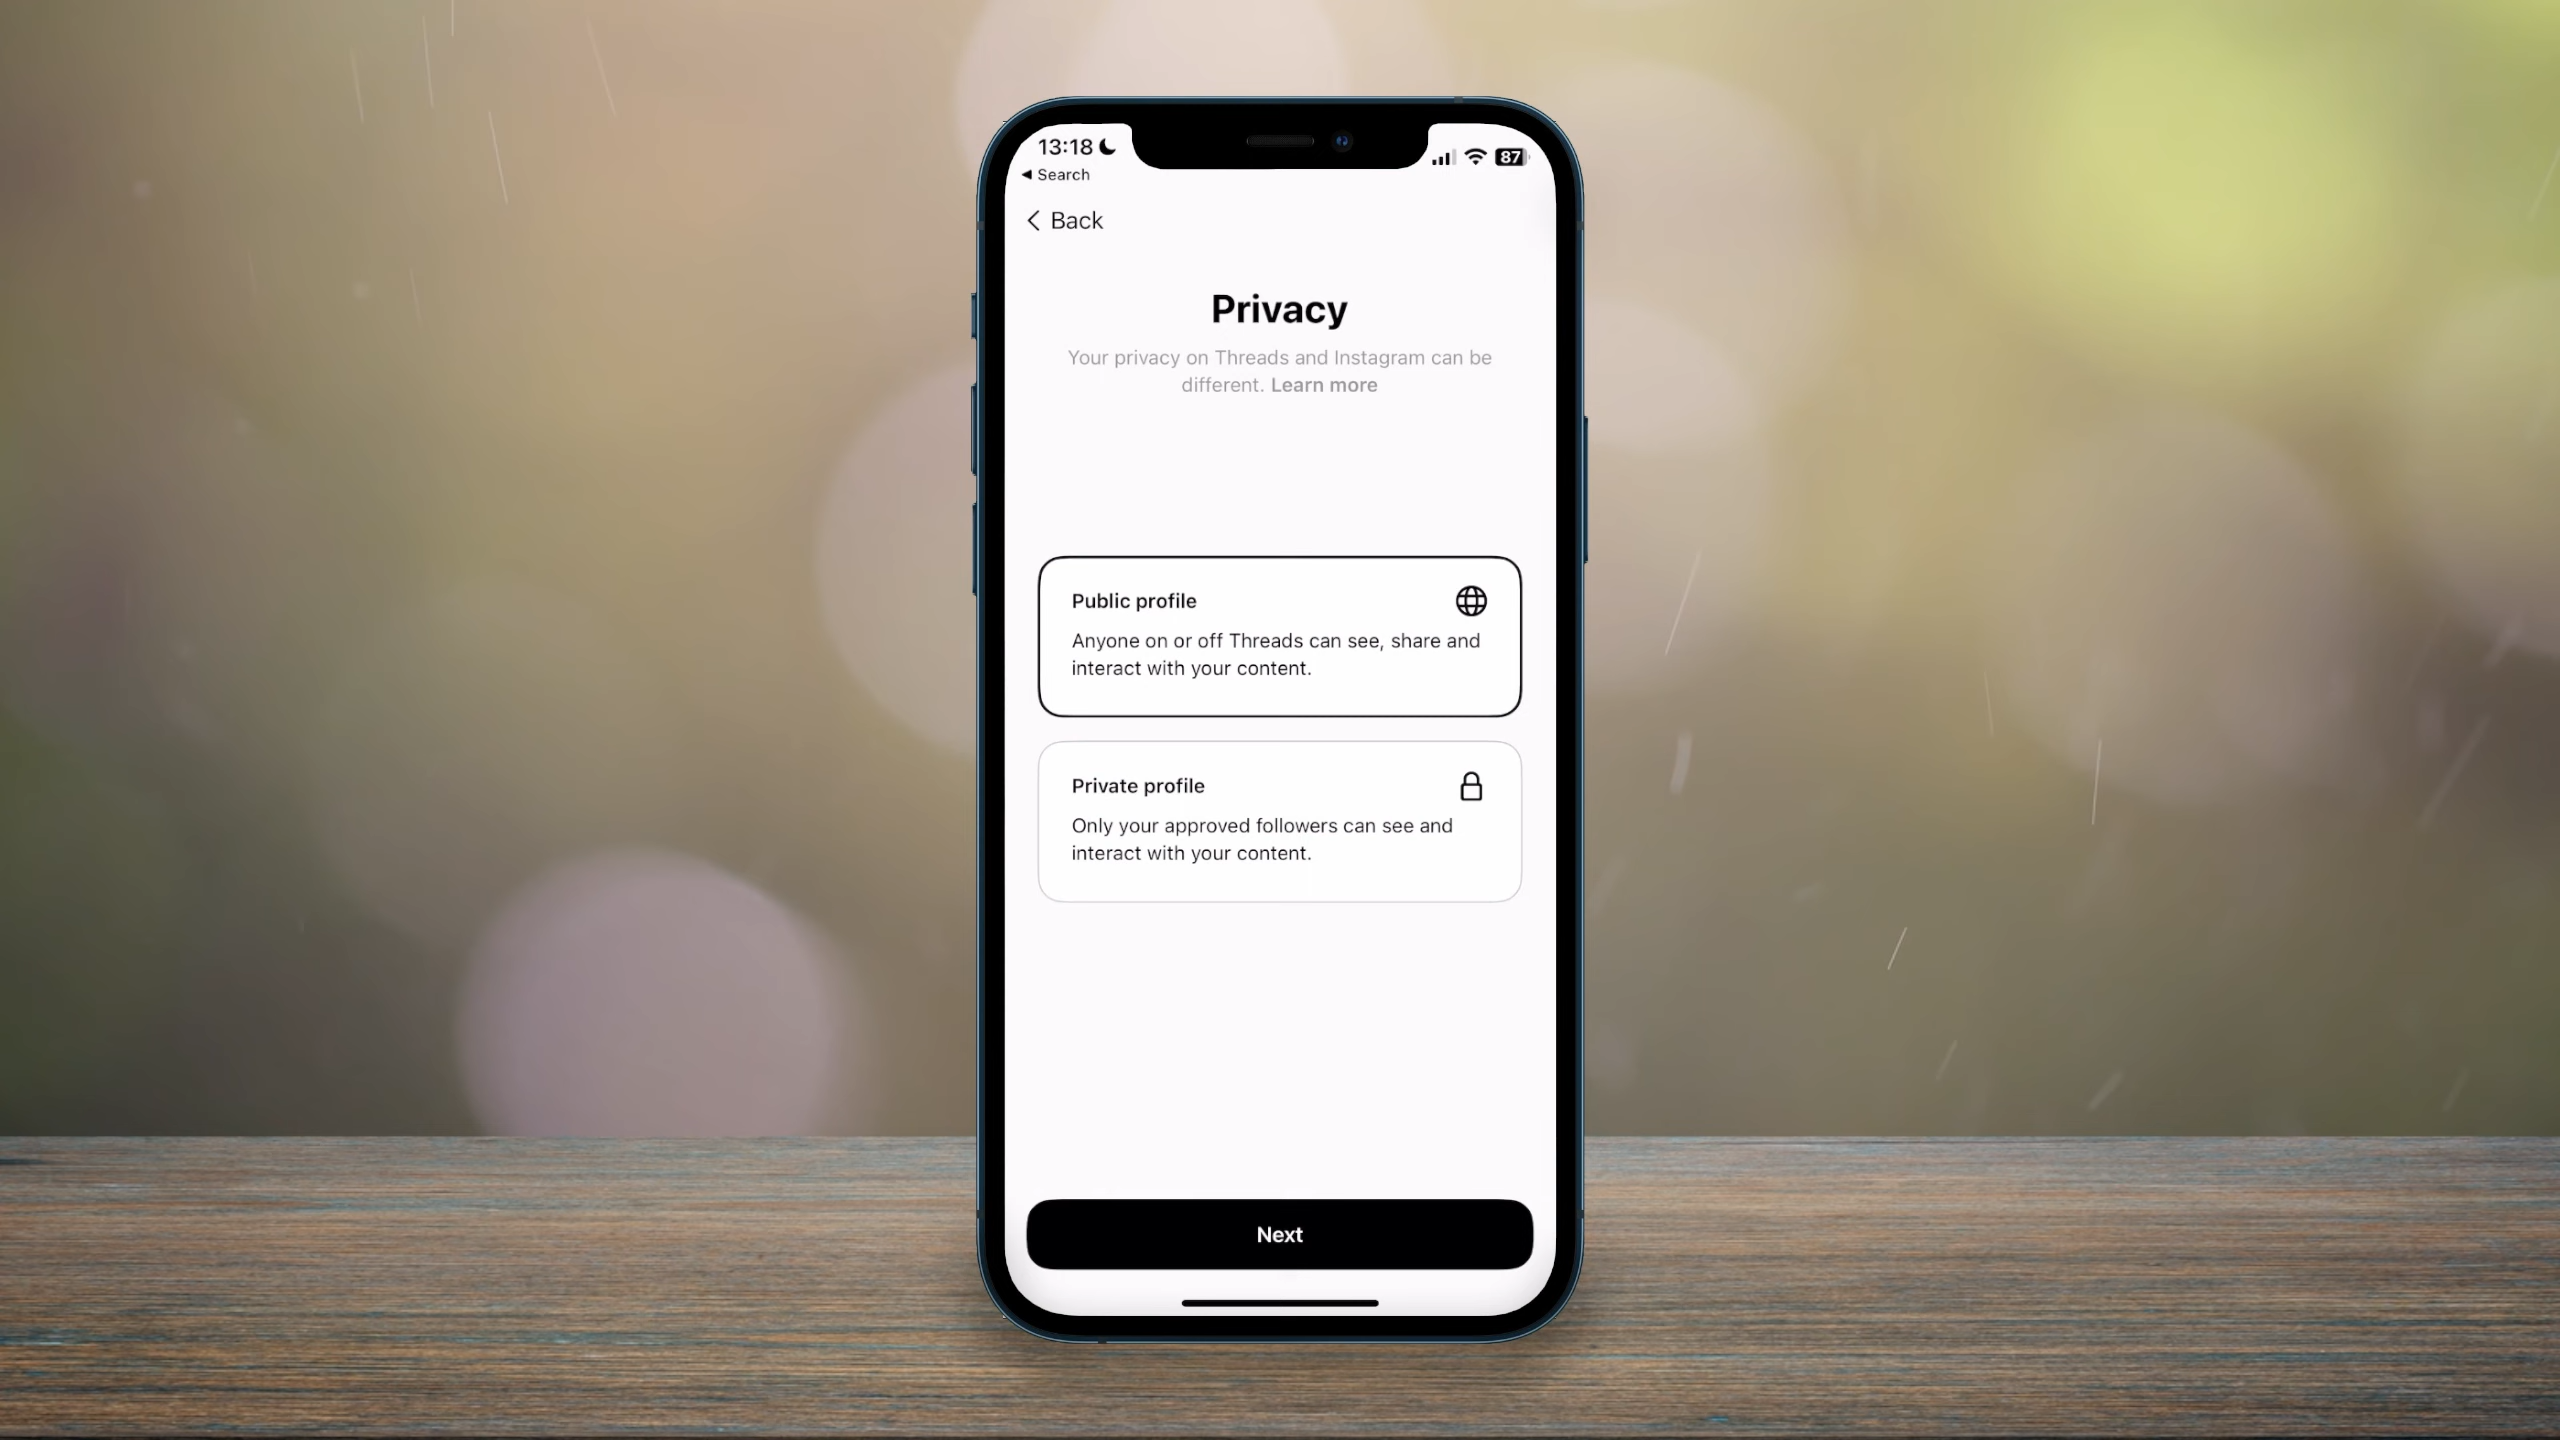 13:18
87
Search
Back
Privacy
Your privacy on Threads and Instagram can be
different. Learn more
Public profile
Anyone on or off Threads can see, share and
interact with your content.
Private profile
Only your approved followers can see and
interact with your content.
Next